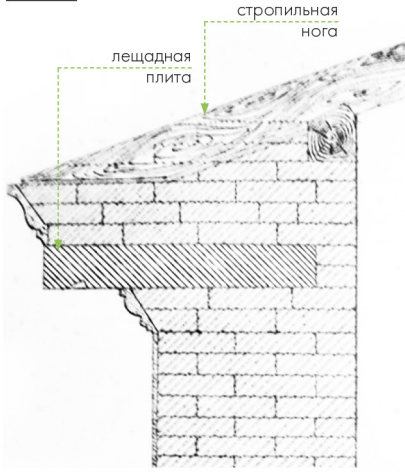 стропильная
нога
лещадная
плита